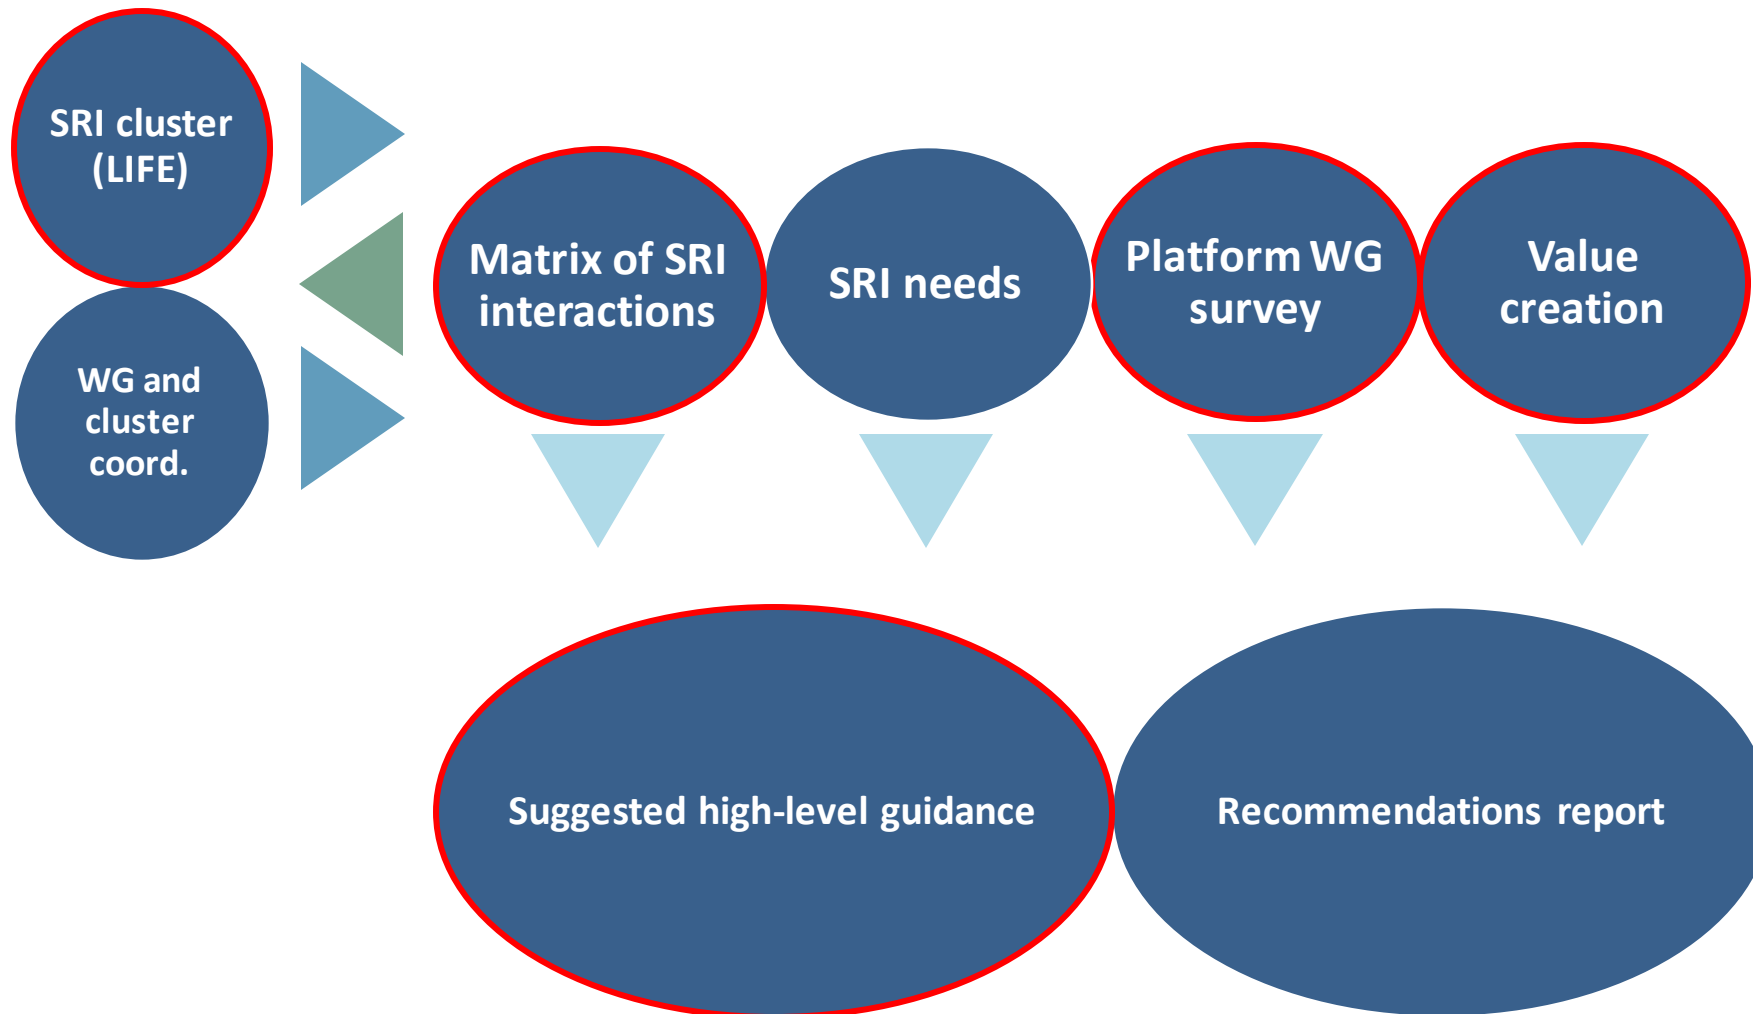 SRI cluster
(LIFE)
WG and
cluster
coord.
Matrix of SRI
interactions
SRI needs
Platform WG
survey
Value
creation
Suggested high-level guidance
Recommendations report